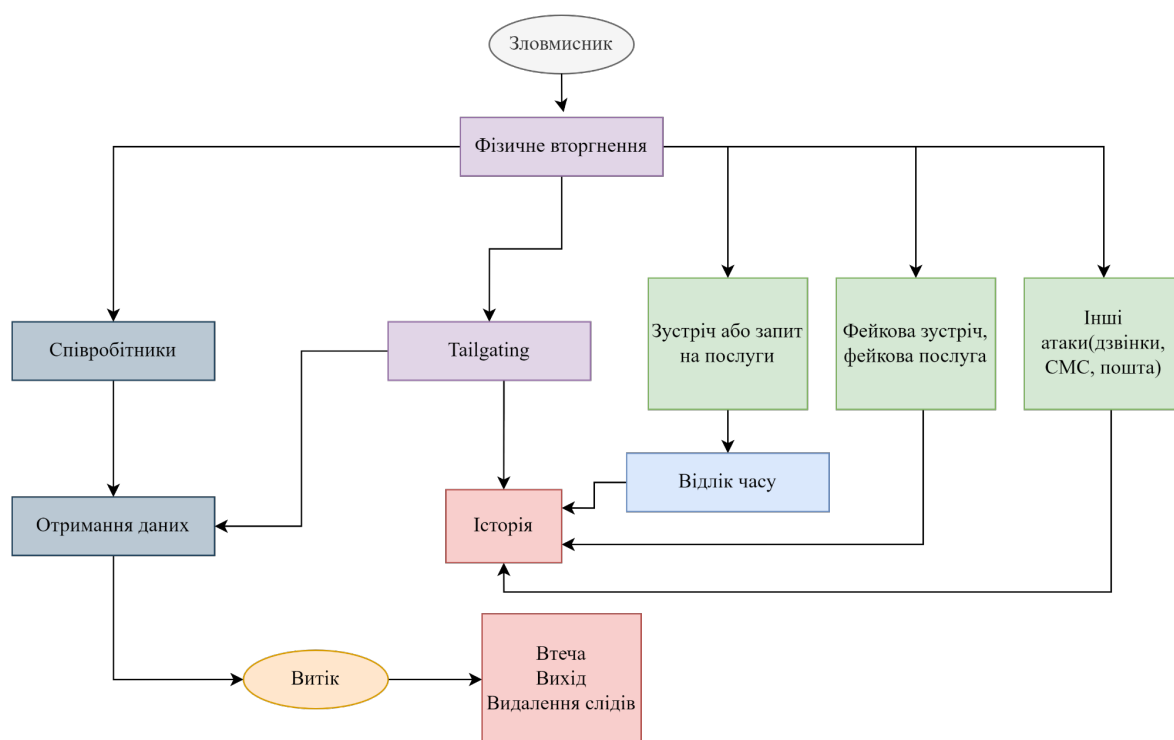 Зловмисник
Фізичне вторгнення
Співробітники
Tailgating
Зустріч або запит
на послуги
Фейкова зустріч,
фейкова послуга
Інші
атаки(дзвінки,
СМС, пошта)
Відлік часу
Отримання даних
Історія
Витік
Втеча
Вихід
Видалення слідів